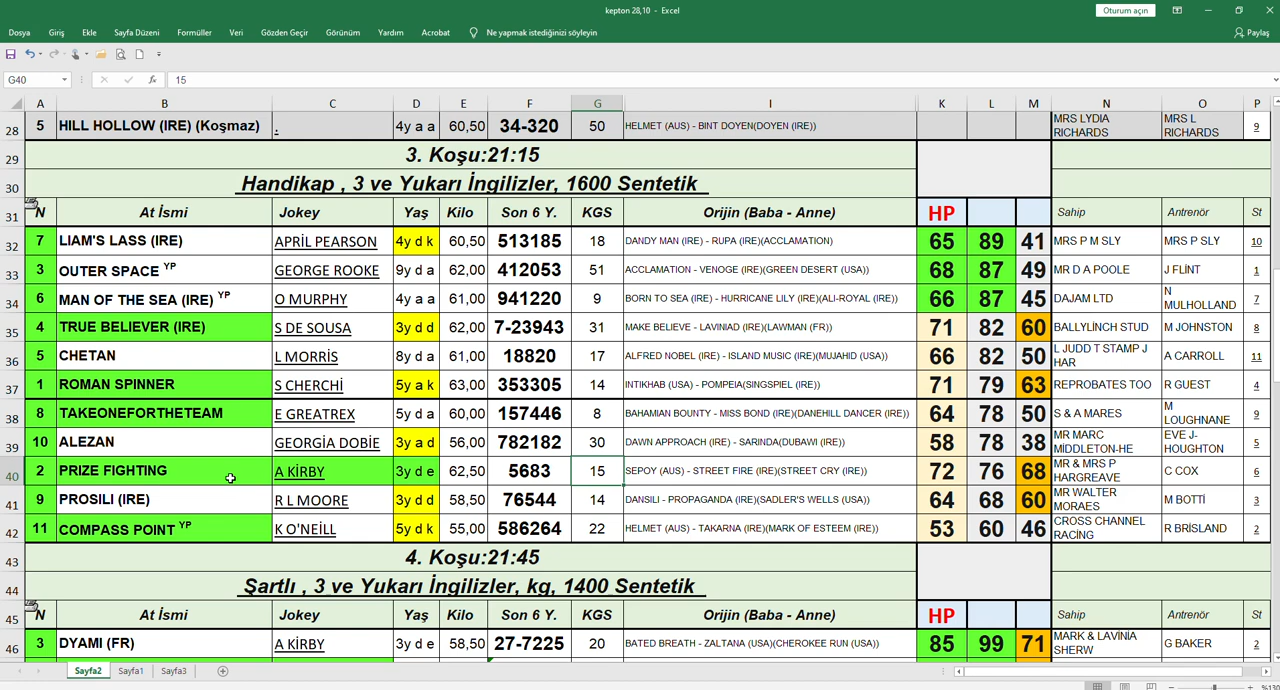 kepton 28,10 - Excel
Oturum açın
Dosya Giriş Ekle Sayfa Düzeni Formüller Veri Gözden Geçir Görünüm Yardım Acrobat Ne yapmak istediğinizi söyleyin Paylaş
G40 fx 15
A B C D E F G I K L M N O P
28 5 HILL HOLLOW (IRE) (Koşmaz) . 4y a a 60,50 34-320 50 HELMET (AUS) - BINT DOYEN(DOYEN (IRE)) MRS LYDIA RICHARDS MRS L RICHARDS 9
29 3. Koşu:21:15
30 Handikap , 3 ve Yukarı İngilizler, 1600 Sentetik
31 N At İsmi Jokey Yaş Kilo Son 6 Y. KGS Orijin (Baba - Anne) HP Sahip Antrenör St
32 7 LIAM'S LASS (IRE) APRİL PEARSON 4y d k 60,50 513185 18 DANDY MAN (IRE) - RUPA (IRE)(ACCLAMATION) 65 89 41 MRS P M SLY MRS P SLY 10
33 3 OUTER SPACE YP GEORGE ROOKE 9y d a 62,00 412053 51 ACCLAMATION - VENOGE (IRE)(GREEN DESERT (USA)) 68 87 49 MR D A POOLE J FLİNT 1
34 6 MAN OF THE SEA (IRE) YP O MURPHY 4y a a 61,00 941220 9 BORN TO SEA (IRE) - HURRICANE LILY (IRE)(ALI-ROYAL (IRE)) 66 87 45 DAJAM LTD N MULHOLLAND 7
35 4 TRUE BELIEVER (IRE) S DE SOUSA 3y d d 62,00 7-23943 31 MAKE BELIEVE - LAVINIAD (IRE)(LAWMAN (FR)) 71 82 60 BALLYLİNCH STUD M JOHNSTON 8
36 5 CHETAN L MORRİS 8y d a 61,00 18820 17 ALFRED NOBEL (IRE) - ISLAND MUSIC (IRE)(MUJAHID (USA)) 66 82 50 L JUDD T STAMP J HAR A CARROLL 11
37 1 ROMAN SPINNER S CHERCHİ 5y a k 63,00 353305 14 INTIKHAB (USA) - POMPEIA(SINGSPIEL (IRE)) 71 79 63 REPROBATES TOO R GUEST 4
38 8 TAKEONEFORTHETEAM E GREATREX 5y d a 60,00 157446 8 BAHAMIAN BOUNTY - MISS BOND (IRE)(DANEHILL DANCER (IRE)) 64 78 50 S & A MARES M LOUGHNANE 9
39 10 ALEZAN GEORGİA DOBİE 3y a d 56,00 782182 30 DAWN APPROACH (IRE) - SARINDA(DUBAWI (IRE)) 58 78 38 MR MARC MIDDLETON-HE EVE J-HOUGHTON 5
40 2 PRIZE FIGHTING A KİRBY 3y d e 62,50 5683 15 SEPOY (AUS) - STREET FIRE (IRE)(STREET CRY (IRE)) 72 76 68 MR & MRS P HARGREAVE C COX 6
41 9 PROSILI (IRE) R L MOORE 3y d d 58,50 76544 14 DANSILI - PROPAGANDA (IRE)(SADLER'S WELLS (USA)) 64 68 60 MR WALTER MORAES M BOTTİ 3
42 11 COMPASS POINT YP K O'NEİLL 5y d k 55,00 586264 22 HELMET (AUS) - TAKARNA (IRE)(MARK OF ESTEEM (IRE)) 53 60 46 CROSS CHANNEL RACİNG R BRİSLAND 2
43 4. Koşu:21:45
44 Şartlı , 3 ve Yukarı İngilizler, kg, 1400 Sentetik
45 N At İsmi Jokey Yaş Kilo Son 6 Y. KGS Orijin (Baba - Anne) HP Sahip Antrenör St
46 3 DYAMI (FR) A KİRBY 3y d e 58,50 27-7225 20 BATED BREATH - ZALTANA (USA)(CHEROKEE RUN (USA)) 85 99 71 MARK & LAVİNİA SHERW G BAKER 2
Sayfa2 Sayfa1 Sayfa3
%130